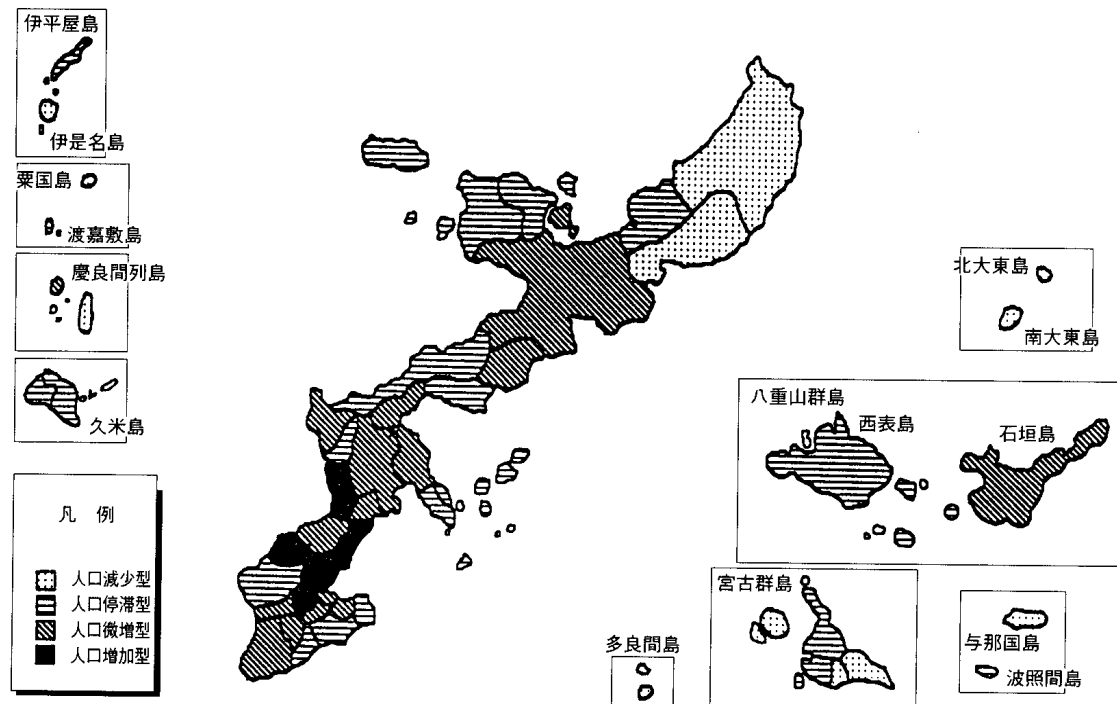 伊平屋島
伊是名島
粟国島
渡嘉敷島
慶良間列島
久米島
凡 例
人口減少型
人口停滞型
人口微増型
人口増加型
北大東島
南大東島
八重山群島
西表島
石垣島
宮古群島
多良間島
与那国島
波照間島